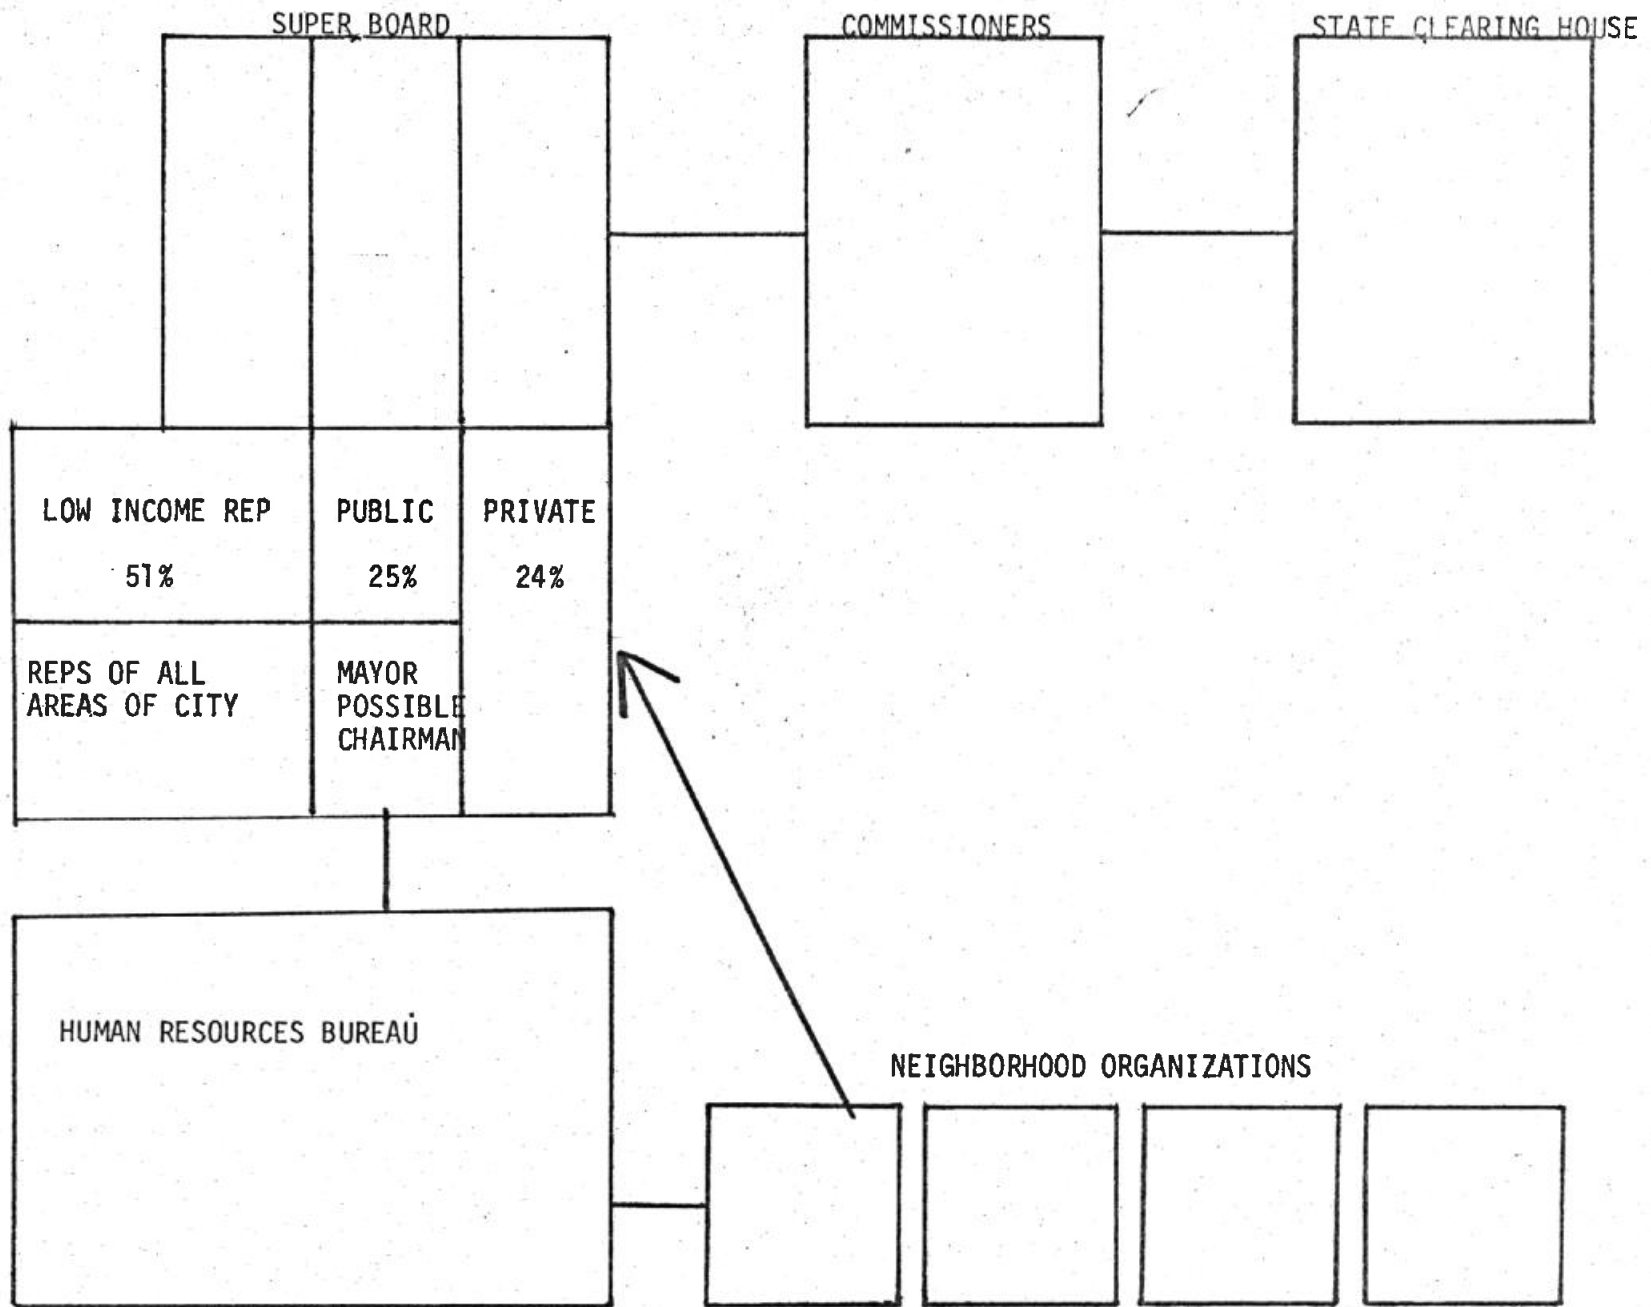 SUPER BOARD
COMMISSIONERS
STATE CLEARING HOUSE
LOW INCOME REP
51%
PUBLIC
25%
PRIVATE
24%
REPS OF ALL
AREAS OF CITY
MAYOR
POSSIBLE
CHAIRMAN
HUMAN RESOURCES BUREAU
NEIGHBORHOOD ORGANIZATIONS